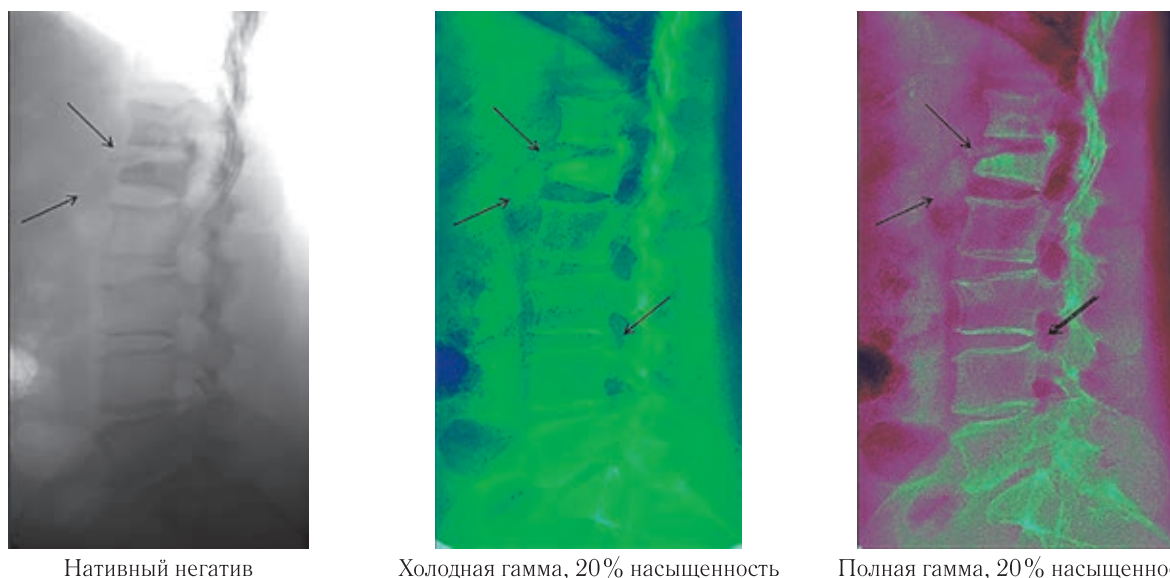 Нативный негатив
Холодная гамма, 20% насыщенность
Полная гамма, 20% насыщенно